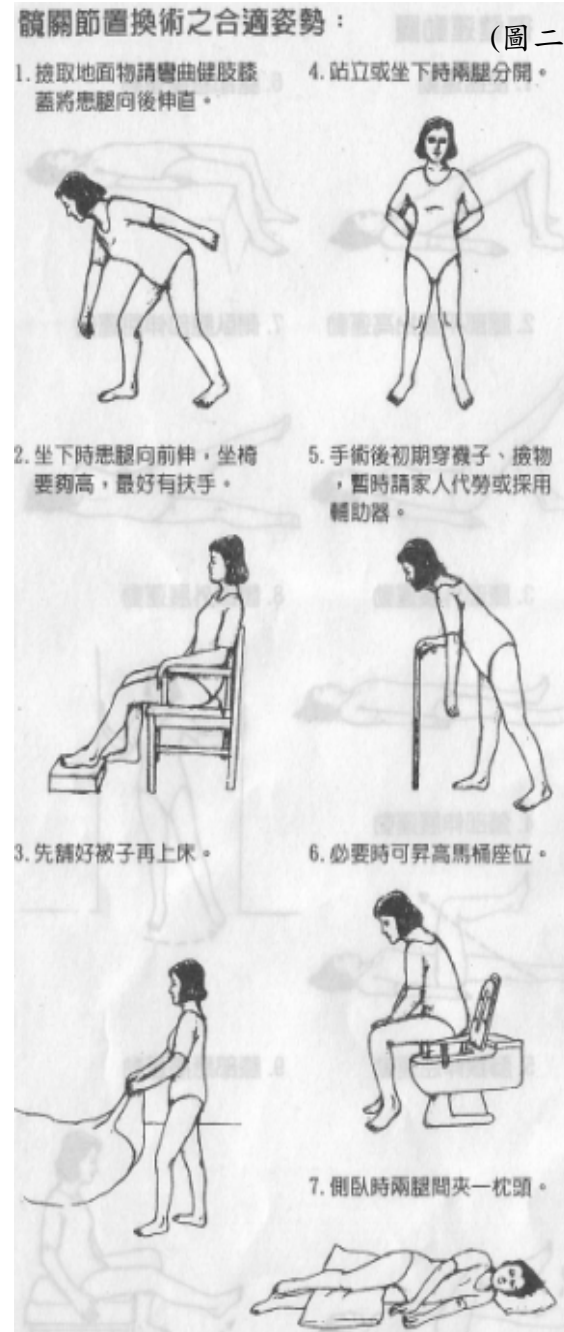 髖關節置換術之合適姿勢：
(圖二
1. 撿取地面物請彎曲健肢膝
蓋將患腿向後伸直。
2. 坐下時患腿向前伸，坐椅
要夠高，最好有扶手。
3. 先舖好被子再上床。
4. 站立或坐下時兩腿分開。
5. 手術後初期穿襪子、撿物
，暫時請家人代勞或採用
輔助器。
6. 必要時可昇高馬桶座位。
7. 側臥時兩腿間夾一枕頭。